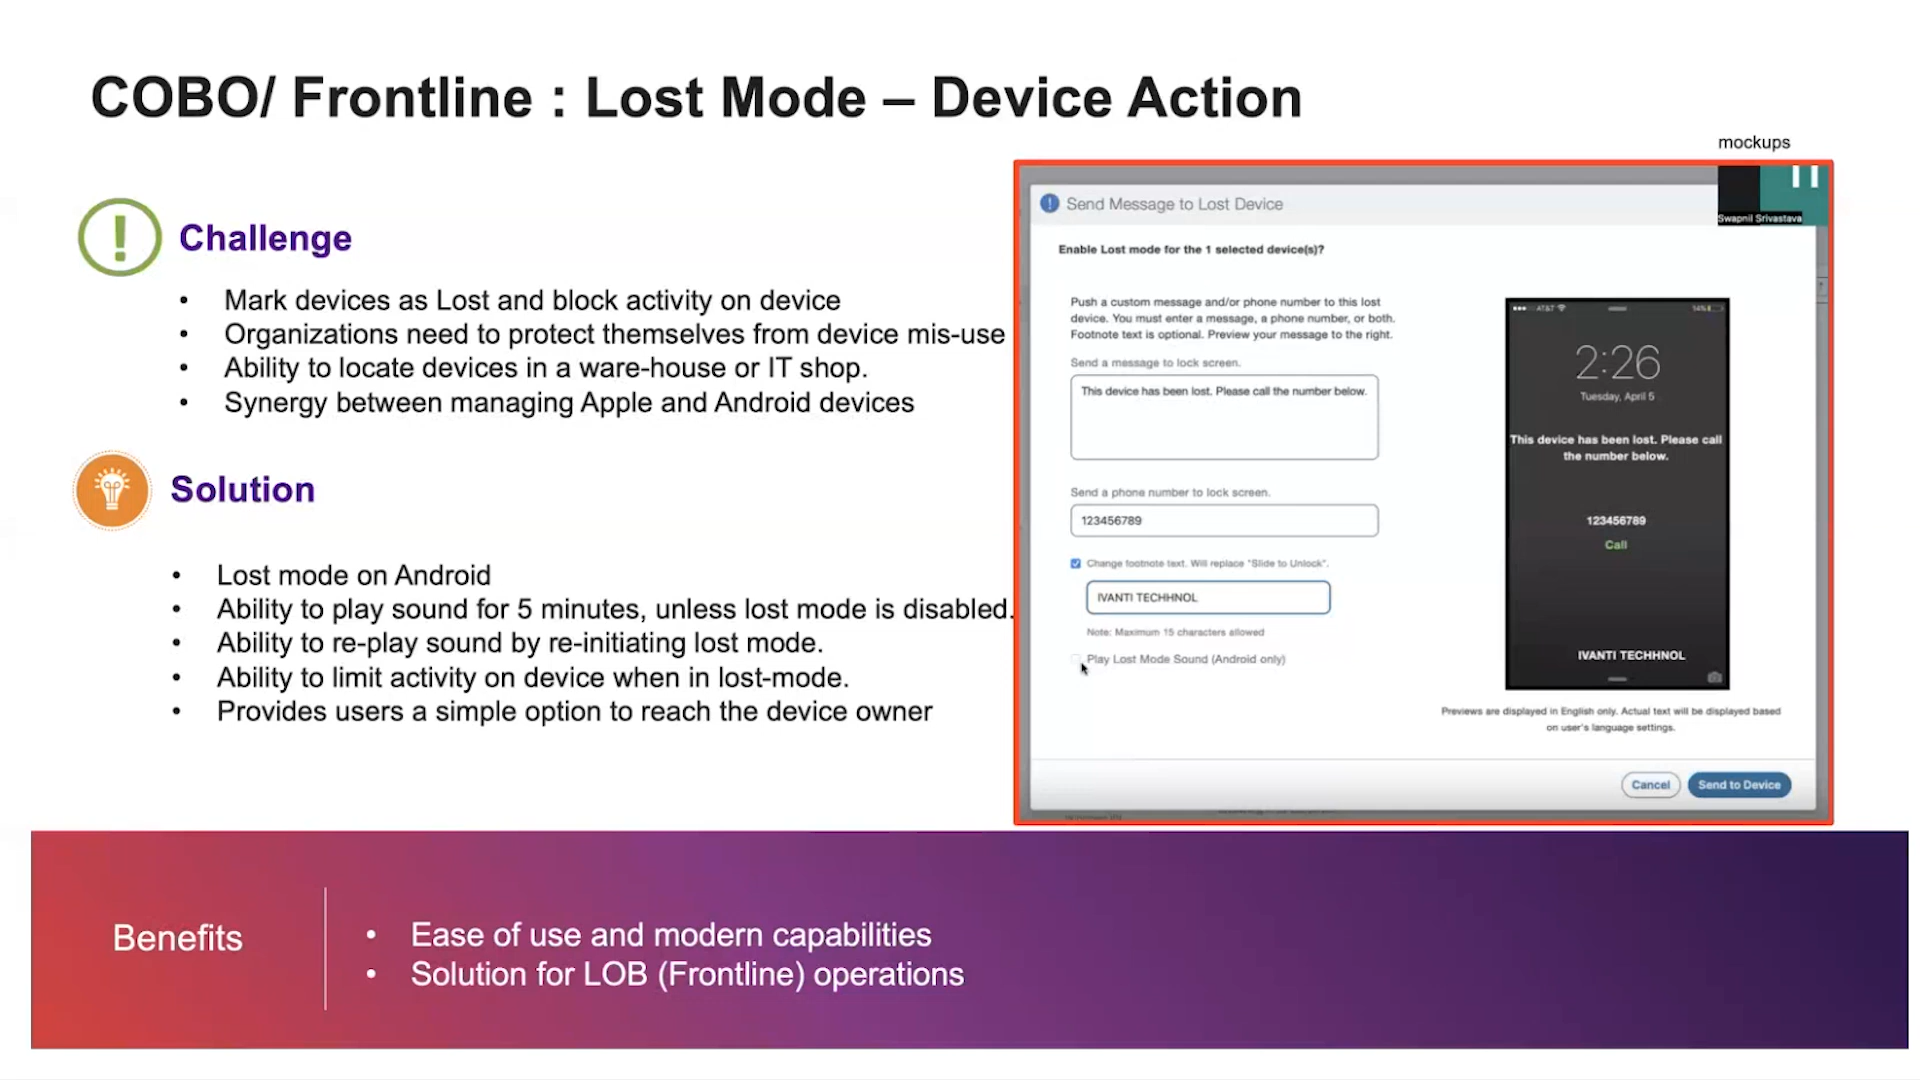 COBO/ Frontline : Lost Mode – Device Action
mockups
Challenge
• Mark devices as Lost and block activity on device
• Organizations need to protect themselves from device mis-use
• Ability to locate devices in a ware-house or IT shop.
• Synergy between managing Apple and Android devices
Solution
• Lost mode on Android
• Ability to play sound for 5 minutes, unless lost mode is disabled.
• Ability to re-play sound by re-initiating lost mode.
• Ability to limit activity on device when in lost-mode.
• Provides users a simple option to reach the device owner
Send Message to Lost Device
Swapnil Srivastava
Enable Lost mode for the 1 selected device(s)?
Push a custom message and/or phone number to this lost
device. You must enter a message, a phone number, or both.
Footnote text is optional. Preview your message to the right.
Send a message to lock screen.
This device has been lost. Please call the number below.
Send a phone number to lock screen.
123456789
Change footnote text. Will replace "Slide to Unlock".
IVANTI TECHHNOL
Note: Maximum 15 characters allowed
Play Lost Mode Sound (Android only)
AT&T
14%
2:26
Tuesday, April 5
This device has been lost. Please call
the number below.
123456789
Call
IVANTI TECHHNOL
Previews are displayed in English only. Actual text will be displayed based
on user's language settings.
Cancel
Send to Device
Benefits
• Ease of use and modern capabilities
• Solution for LOB (Frontline) operations